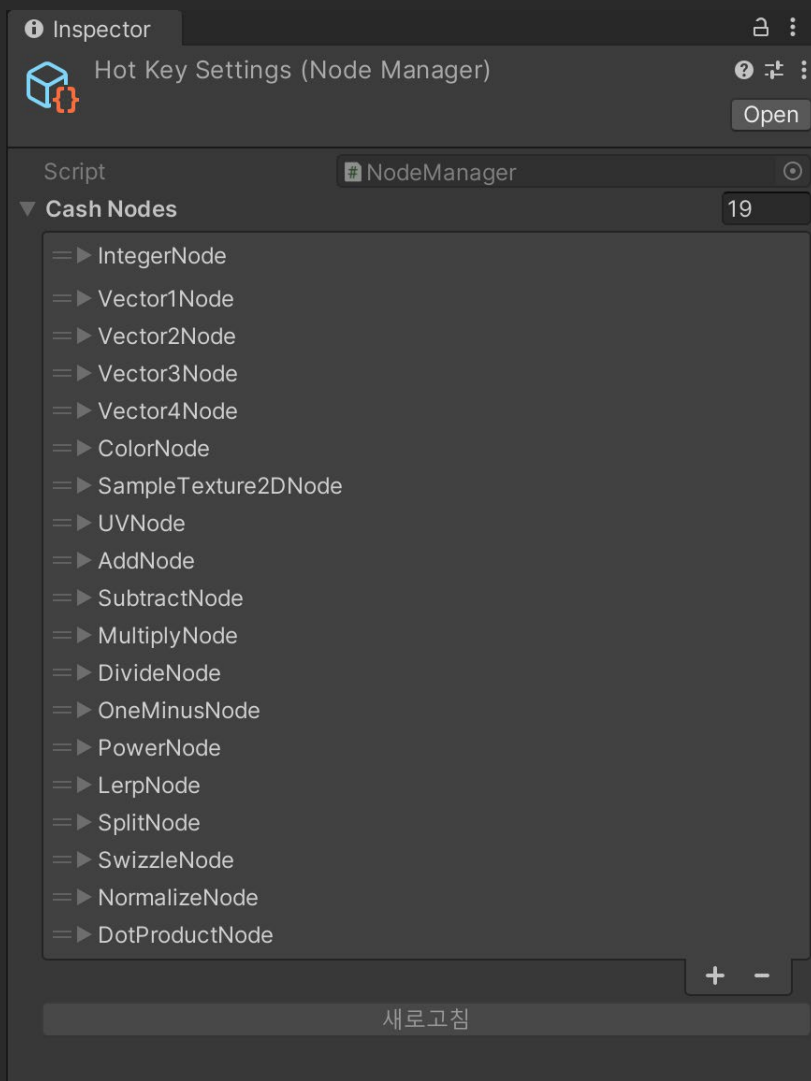 Inspector
Hot Key Settings (Node Manager)
Open
Script
NodeManager
Cash Nodes
19
IntegerNode
Vector1Node
Vector2Node
Vector3Node
Vector4Node
ColorNode
SampleTexture2DNode
UVNode
AddNode
SubtractNode
MultiplyNode
DivideNode
OneMinusNode
PowerNode
LerpNode
SplitNode
SwizzleNode
NormalizeNode
DotProductNode
새로고침